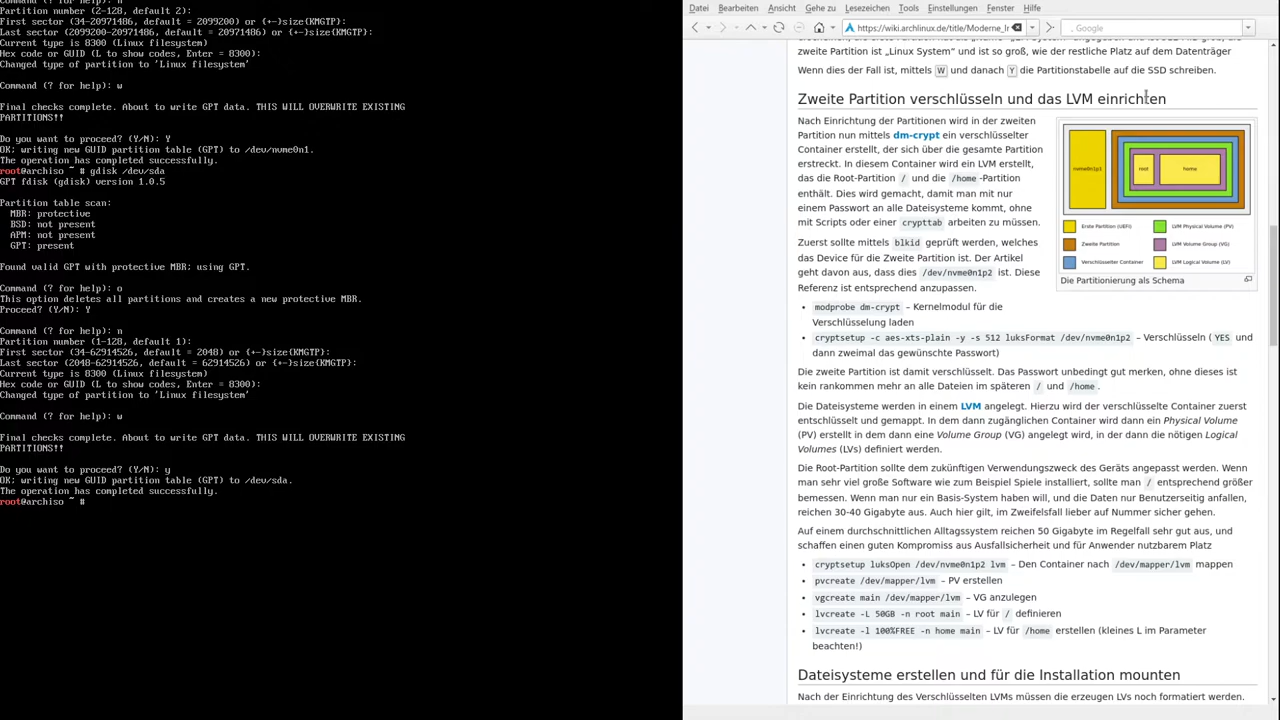 Command (? for help): n
Partition number (2-128, default 2):
First sector (34-20971486, default = 2099200) or {+-}size{KMGTP}:
Last sector (2099200-20971486, default = 20971486) or {+-}size{KMGTP}:
Current type is 8300 (Linux filesystem)
Hex code or GUID (L to show codes, Enter = 8300):
Changed type of partition to 'Linux filesystem'
Command (? for help): w
Final checks complete. About to write GPT data. THIS WILL OVERWRITE EXISTING
PARTITIONS!!
Do you want to proceed? (Y/N): Y
OK; writing new GUID partition table (GPT) to /dev/nvme0n1.
The operation has completed successfully.
root@archiso ~ # gdisk /dev/sda
GPT fdisk (gdisk) version 1.0.5
Partition table scan:
MBR: protective
BSD: not present
APM: not present
GPT: present
Found valid GPT with protective MBR; using GPT.
Command (? for help): o
This option deletes all partitions and creates a new protective MBR.
Proceed? (Y/N): Y
Command (? for help): n
Partition number (1-128, default 1):
First sector (34-62914526, default = 2048) or {+-}size{KMGTP}:
Last sector (2048-62914526, default = 62914526) or {+-}size{KMGTP}:
Current type is 8300 (Linux filesystem)
Hex code or GUID (L to show codes, Enter = 8300):
Changed type of partition to 'Linux filesystem'
Command (? for help): w
Final checks complete. About to write GPT data. THIS WILL OVERWRITE EXISTING
PARTITIONS!!
Do you want to proceed? (Y/N): y
OK; writing new GUID partition table (GPT) to /dev/sda.
The operation has completed successfully.
root@archiso ~ #
Datei Bearbeiten Ansicht Gehe zu Lesezeichen Tools Einstellungen Fenster Hilfe
https://wiki.archlinux.de/title/Moderne_Ir Google
zweite Partition ist „Linux System“ und ist so groß, wie der restliche Platz auf dem Datenträger
Wenn dies der Fall ist, mittels W und danach Y die Partitionstabelle auf die SSD schreiben.
Zweite Partition verschlüsseln und das LVM einrichten
Nach Einrichtung der Partitionen wird in der zweiten
Partition nun mittels dm-crypt ein verschlüsselter
Container erstellt, der sich über die gesamte Partition
erstreckt. In diesem Container wird ein LVM erstellt,
das die Root-Partition / und die /home-Partition
enthält. Dies wird gemacht, damit man mit nur
einem Passwort an alle Dateisysteme kommt, ohne
mit Scripts oder einer crypttab arbeiten zu müssen.
Zuerst sollte mittels blkid geprüft werden, welches
das Device für die Zweite Partition ist. Der Artikel
geht davon aus, dass dies /dev/nvme0n1p2 ist. Diese
Referenz ist entsprechend anzupassen.
nvme0n1p1 root home
Erste Partition (UEFI) LVM Physical Volume (PV)
Zweite Partition LVM Volume Group (VG)
Verschlüsselter Container LVM Logical Volume (LV)
Die Partitionierung als Schema
• modprobe dm-crypt – Kernelmodul für die
Verschlüsselung laden
• cryptsetup -c aes-xts-plain -y -s 512 luksFormat /dev/nvme0n1p2 – Verschlüsseln ( YES und
dann zweimal das gewünschte Passwort)
Die zweite Partition ist damit verschlüsselt. Das Passwort unbedingt gut merken, ohne dieses ist
kein rankommen mehr an alle Dateien im späteren / und /home.
Die Dateisysteme werden in einem LVM angelegt. Hierzu wird der verschlüsselte Container zuerst
entschlüsselt und gemappt. In dem dann zugänglichen Container wird dann ein Physical Volume
(PV) erstellt in dem dann eine Volume Group (VG) angelegt wird, in der dann die nötigen Logical
Volumes (LVs) definiert werden.
Die Root-Partition sollte dem zukünftigen Verwendungszweck des Geräts angepasst werden. Wenn
man sehr viel große Software wie zum Beispiel Spiele installiert, sollte man / entsprechend größer
bemessen. Wenn man nur ein Basis-System haben will, und die Daten nur Benutzerseitig anfallen,
reichen 30-40 Gigabyte aus. Auch hier gilt, im Zweifelsfall lieber auf Nummer sicher gehen.
Auf einem durchschnittlichen Alltagssystem reichen 50 Gigabyte im Regelfall sehr gut aus, und
schaffen einen guten Kompromiss aus Ausfallsicherheit und für Anwender nutzbarem Platz
• cryptsetup luksOpen /dev/nvme0n1p2 lvm – Den Container nach /dev/mapper/lvm mappen
• pvcreate /dev/mapper/lvm – PV erstellen
• vgcreate main /dev/mapper/lvm – VG anzulegen
• lvcreate -L 50GB -n root main – LV für / definieren
• lvcreate -l 100%FREE -n home main – LV für /home erstellen (kleines L im Parameter
beachten!)
Dateisysteme erstellen und für die Installation mounten
Nach der Einrichtung des Verschlüsselten LVMs müssen die erzeugen LVs noch formatiert werden.